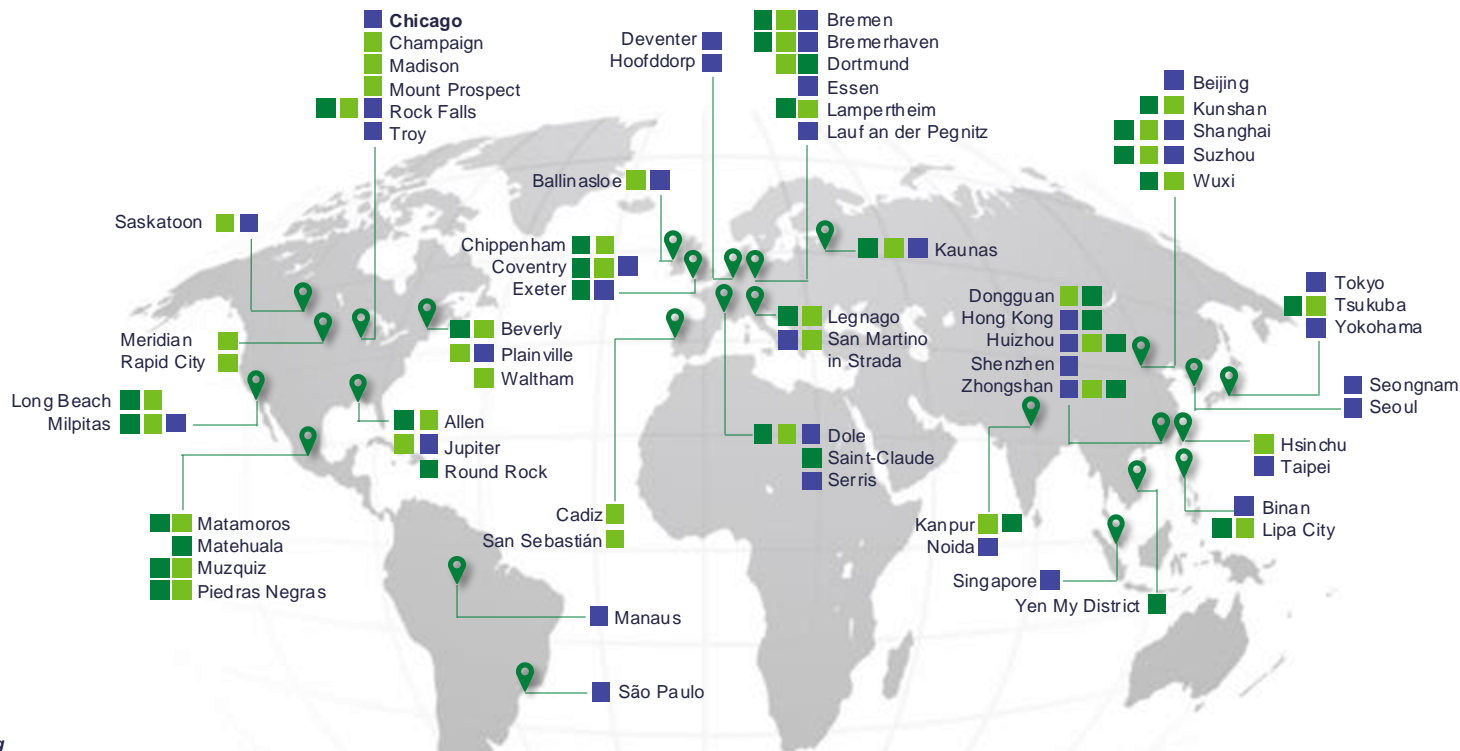 Chicago
Champaign
Madison
Mount Prospect
Rock Falls
Troy
Deventer
Hoofddorp
Bremen
Bremerhaven
Dortmund
Essen
Lampertheim
Lauf an der Pegnitz
Beijing
Kunshan
Shanghai
Suzhou
Wuxi
Ballinasloe
Saskatoon
Chippenham
Coventry
Exeter
Kaunas
Tokyo
Tsukuba
Yokohama
Dongguan
Hong Kong
Huizhou
Shenzhen
Zhongshan
Legnago
San Martino
in Strada
Beverly
Plainville
Waltham
Meridian
Rapid City
Long Beach
Milpitas
Seongnam
Seoul
Allen
Jupiter
Round Rock
Dole
Saint-Claude
Serris
Hsinchu
Taipei
Binan
Lipa City
Cadiz
San Sebastián
Kanpur
Noida
Matamoros
Matehuala
Muzquiz
Piedras Negras
Singapore
Yen My District
Manaus
São Paulo